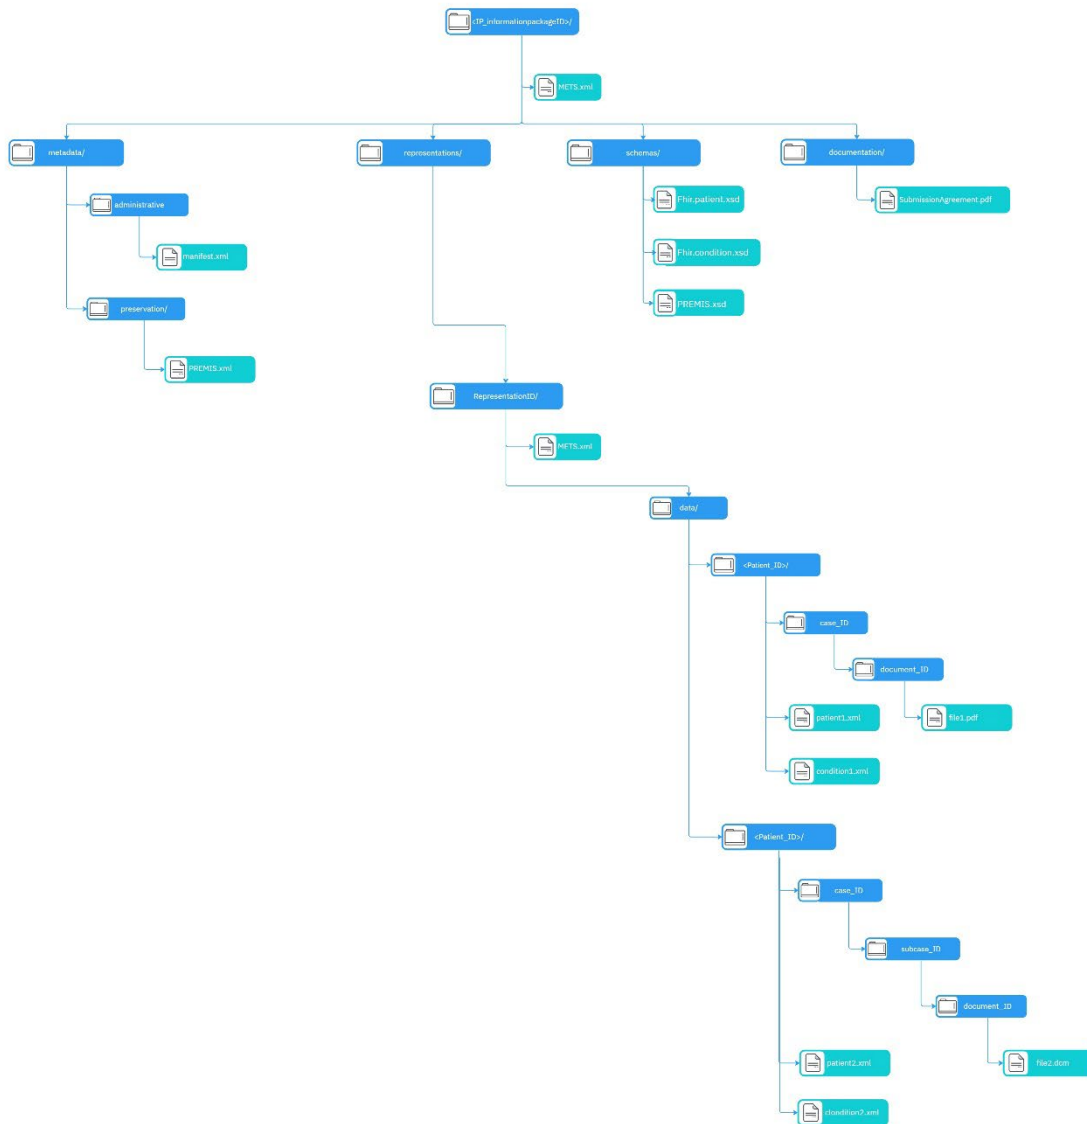 <IP_informationpackageID>/
METS.xml
metadata/
representations/
schemas/
documentation/
administrative
Fhir.patient.xsd
SubmissionAgreement.pdf
manifest.xml
Fhir.condition.xsd
preservation/
PREMIS.xsd
PREMIS.xml
RepresentationID/
METS.xml
data/
<Patient_ID>/
case_ID
document_ID
patient1.xml
file1.pdf
condition1.xml
<Patient_ID>/
case_ID
subcase_ID
document_ID
patient2.xml
file2.dicm
clondition2.xml